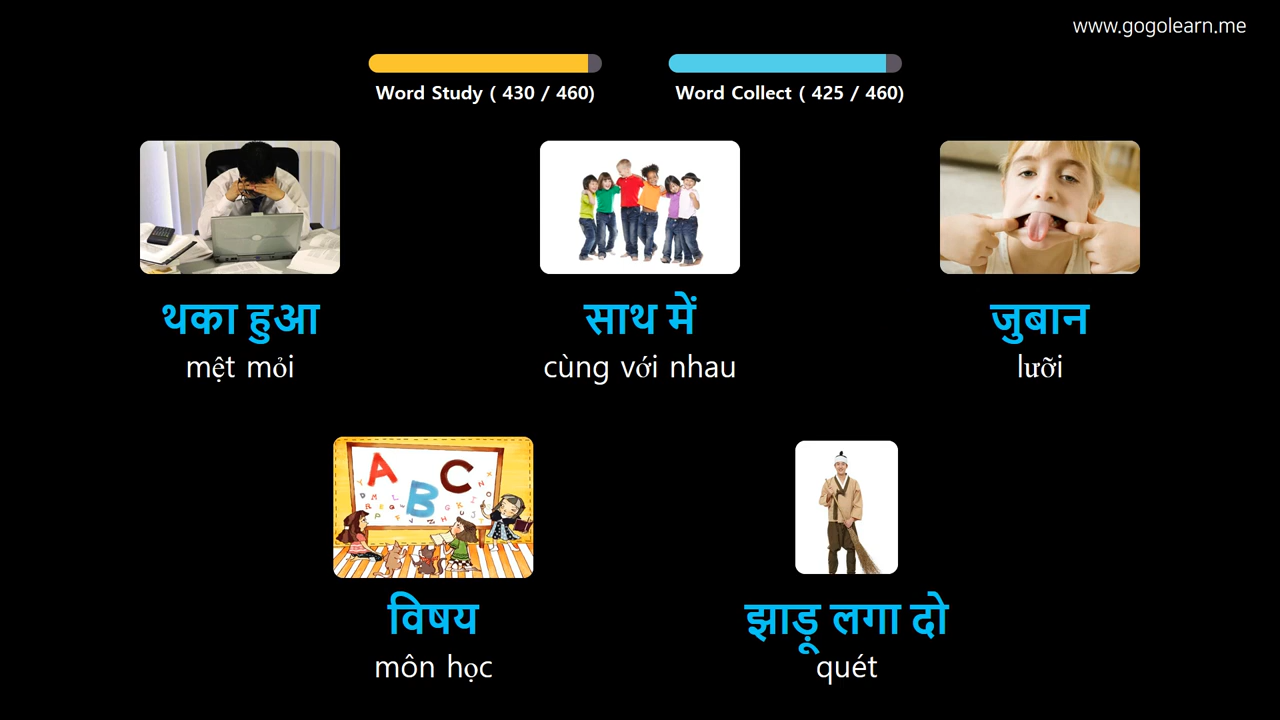 www.gogolearn.me
Word Study ( 430 / 460)
Word Collect ( 425 / 460)
थका हुआ
mệt mỏi
साथ में
cùng với nhau
जुबान
lưỡi
A B C
विषय
môn học
झाड़ू लगा दो
quét